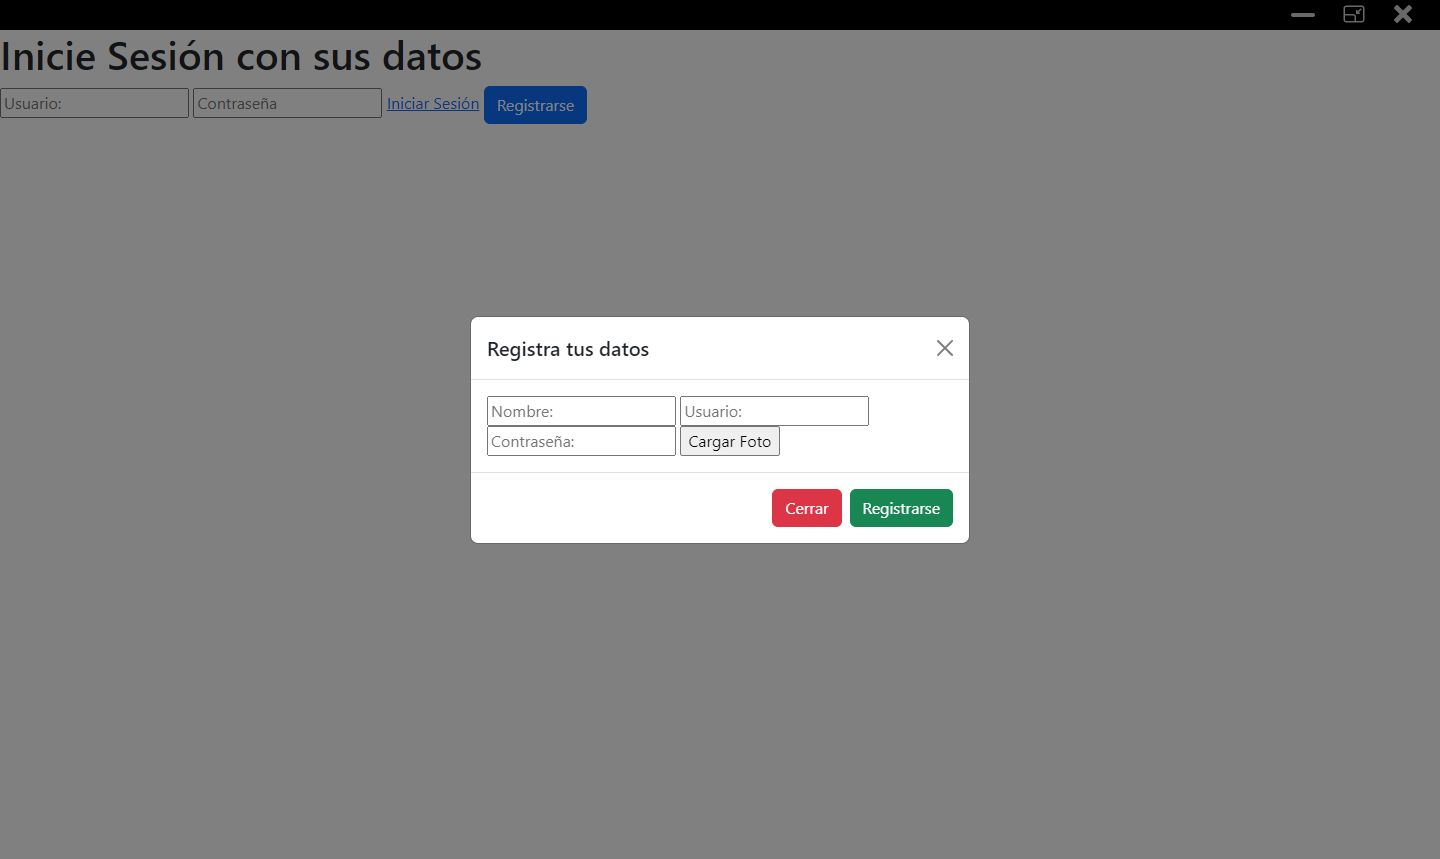 Inicie Sesión con sus datos
Usuario: Contraseña Iniciar Sesión Registrarse
Registra tus datos
Nombre: Usuario:
Contraseña: Cargar Foto
Cerrar Registrarse